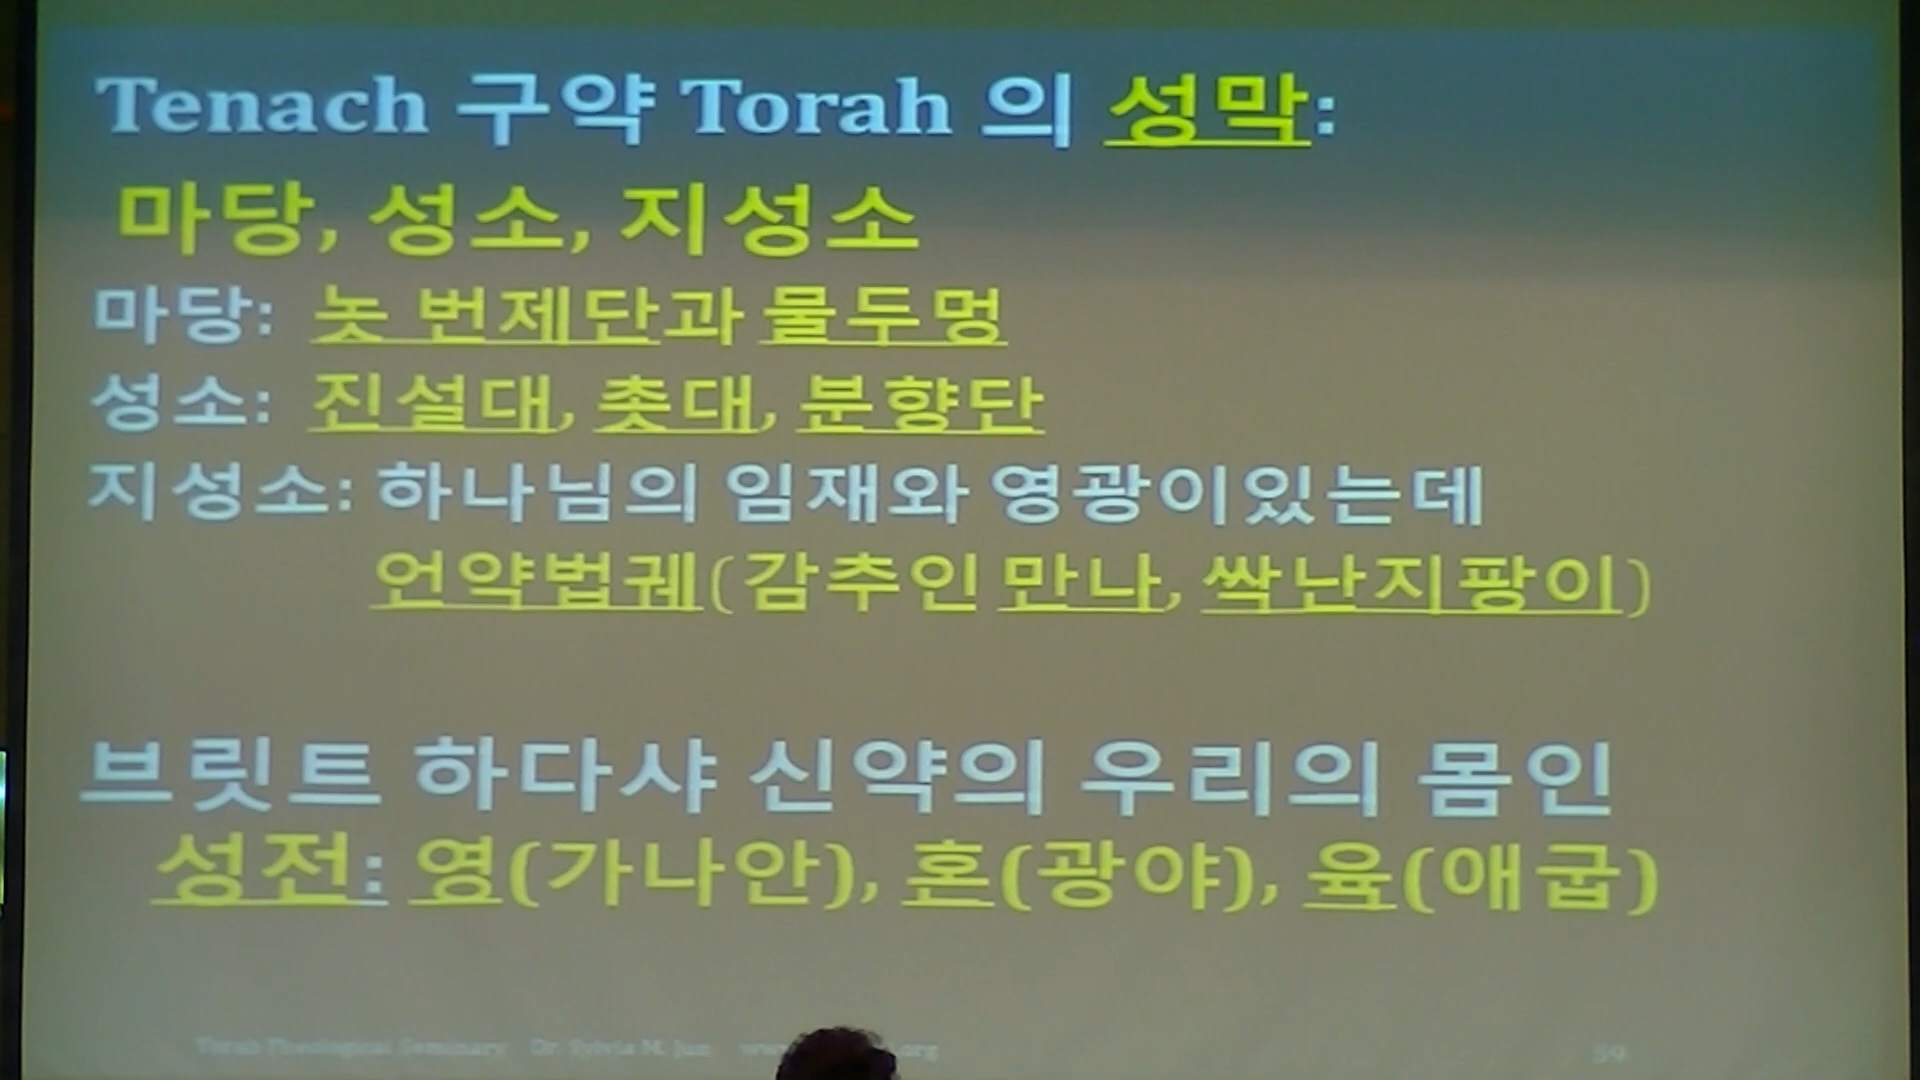 Tenach 구약 Torah 의 성막:
마당, 성소, 지성소
마당: 놋 번제단과 물두멍
성소: 진설대, 촛대, 분향단
지성소: 하나님의 임재와 영광이있는데
언약법궤(감추인 만나, 싹난지팡이)
브릿트 하다샤 신약의 우리의 몸인
성전: 영(가나안), 혼(광야), 육(애굽)
Torah Theological Seminary Dr. Sylvia M. Jun .org 59